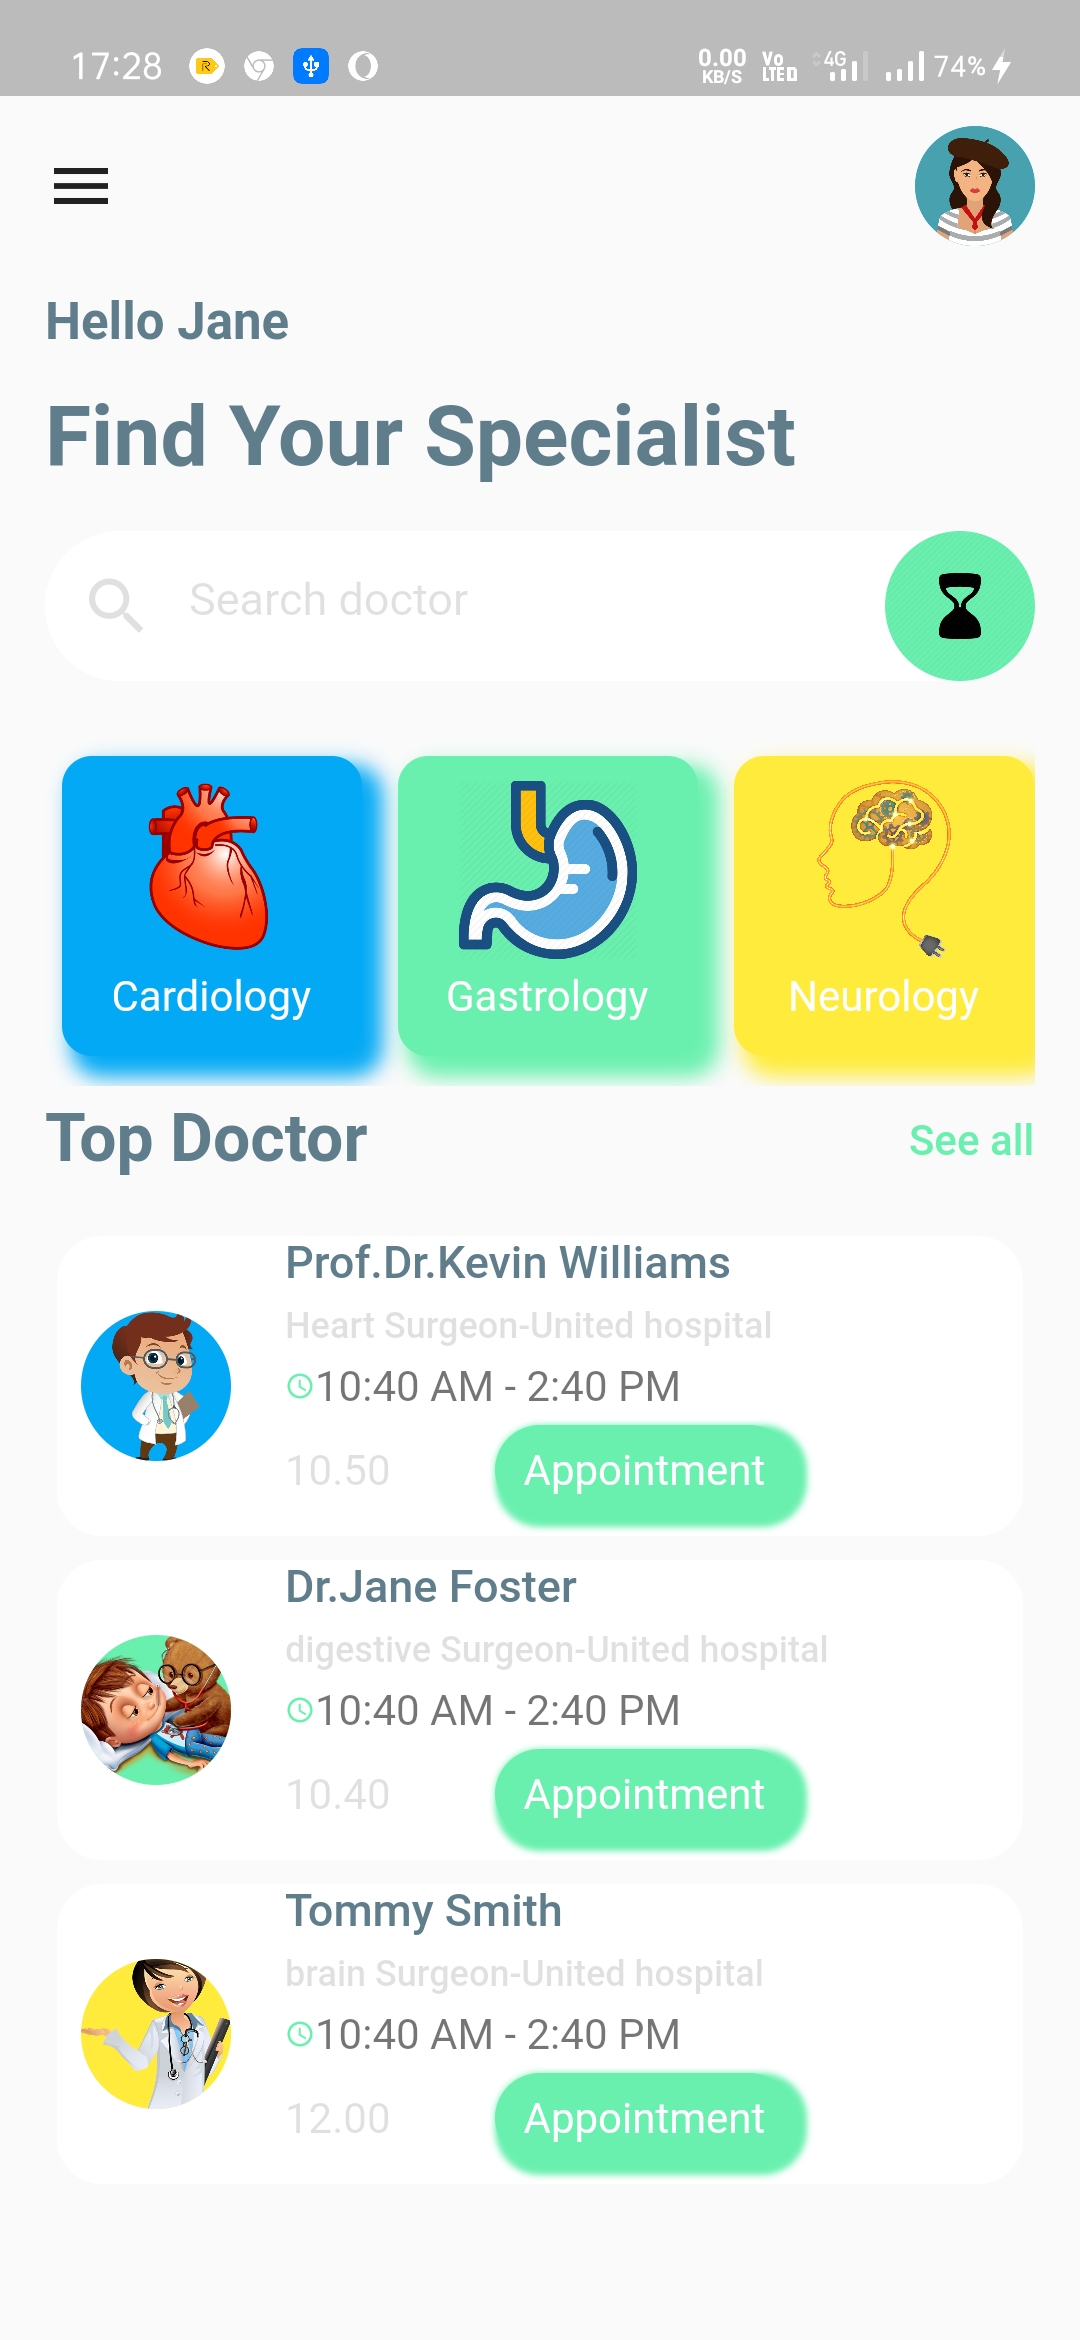 17:28 R 0.00 KB/S Vo LTE D 4G 74%
Hello Jane
Find Your Specialist
Search doctor
Cardiology Gastrology Neurology
Top Doctor See all
Prof.Dr.Kevin Williams
Heart Surgeon-United hospital
10:40 AM - 2:40 PM
10.50 Appointment
Dr.Jane Foster
digestive Surgeon-United hospital
10:40 AM - 2:40 PM
10.40 Appointment
Tommy Smith
brain Surgeon-United hospital
10:40 AM - 2:40 PM
12.00 Appointment